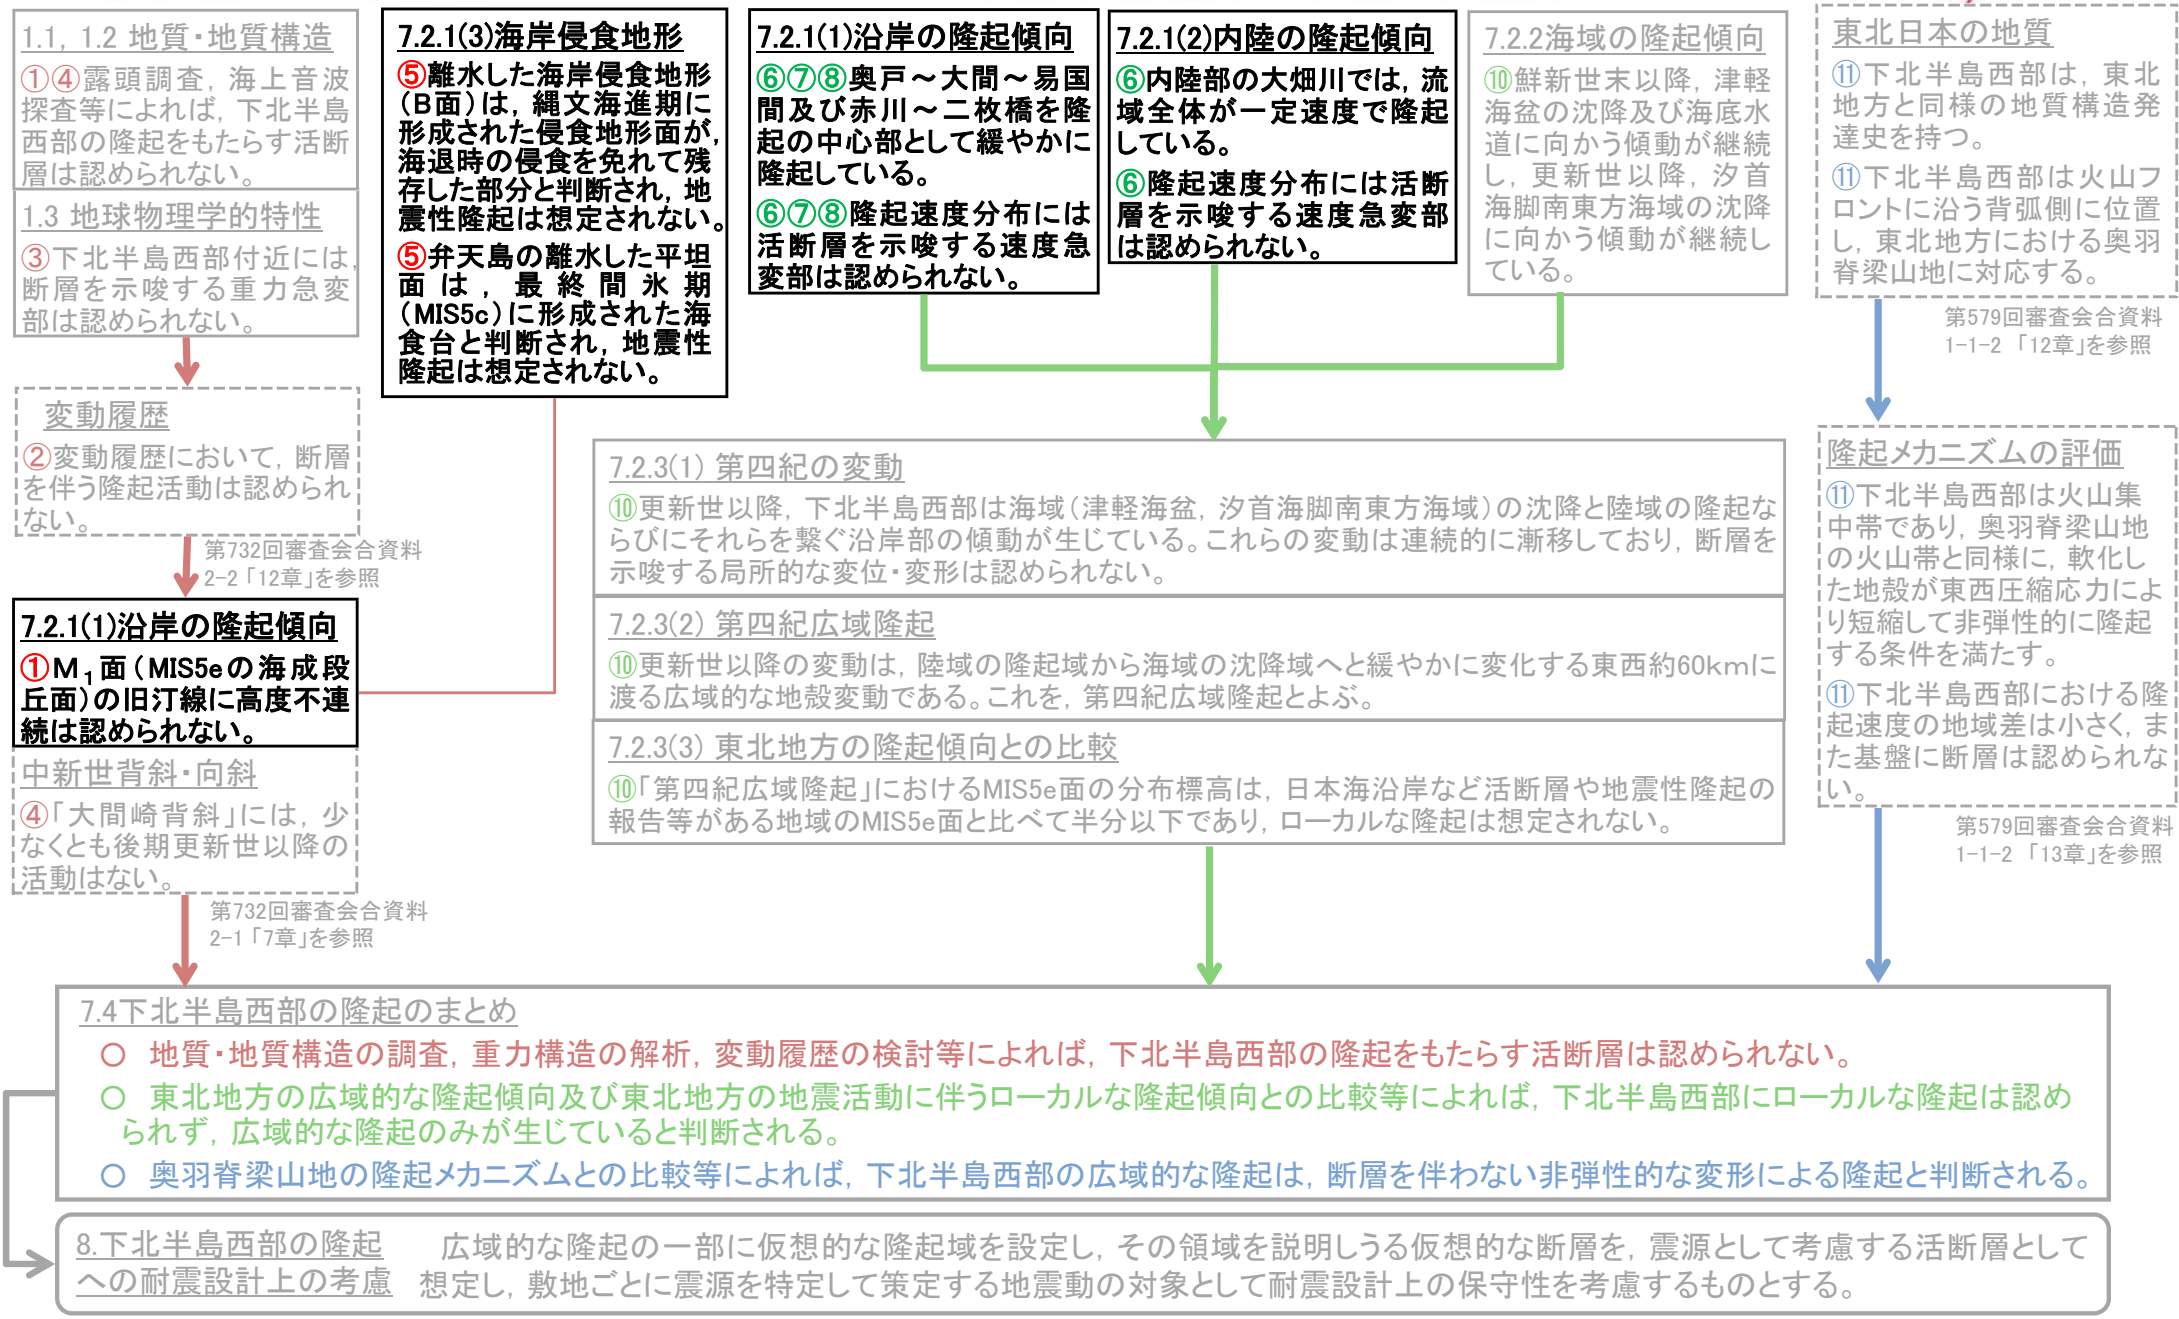 1.1, 1.2 地質・地質構造
①④露頭調査, 海上音波
探査等によれば, 下北半島
西部の隆起をもたらす活断
層は認められない。
1.3 地球物理学的特性
③下北半島西部付近には,
断層を示唆する重力急変
部は認められない。
変動履歴
②変動履歴において, 断層
を伴う隆起活動は認められ
ない。
第732回審査会合資料
2-2 「12章」を参照
7.2.1(1)沿岸の隆起傾向
①M₁面(MIS5eの海成段
丘面)の旧汀線に高度不連
続は認められない。
中新世背斜・向斜
④「大間崎背斜」には, 少
なくとも後期更新世以降の
活動はない。
第732回審査会合資料
2-1 「7章」を参照
7.2.1(3)海岸侵食地形
⑤離水した海岸侵食地形
(B面)は, 縄文海進期に
形成された侵食地形面が,
海退時の侵食を免れて残
存した部分と判断され, 地
震性隆起は想定されない。
⑤弁天島の離水した平坦
面は, 最終間氷期
(MIS5c)に形成された海
食台と判断され, 地震性
隆起は想定されない。
7.2.1(1)沿岸の隆起傾向
⑥⑦⑧奥戸~大間~易国
間及び赤川~二枚橋を隆
起の中心部として緩やかに
隆起している。
⑥⑦⑧隆起速度分布には
活断層を示唆する速度急
変部は認められない。
7.2.1(2)内陸の隆起傾向
⑥内陸部の大畑川では, 流
域全体が一定速度で隆起
している。
⑥隆起速度分布には活断
層を示唆する速度急変部
は認められない。
7.2.2海域の隆起傾向
⑩鮮新世末以降, 津軽
海盆の沈降及び海底水
道に向かう傾動が継続
し, 更新世以降, 汐首
海脚南東方海域の沈降
に向かう傾動が継続し
ている。
7.2.3(1) 第四紀の変動
⑩更新世以降, 下北半島西部は海域(津軽海盆, 汐首海脚南東方海域)の沈降と陸域の隆起な
らびにそれらを繋ぐ沿岸部の傾動が生じている。これらの変動は連続的に漸移しており, 断層を
示唆する局所的な変位・変形は認められない。
7.2.3(2) 第四紀広域隆起
⑩更新世以降の変動は, 陸域の隆起域から海域の沈降域へと緩やかに変化する東西約60kmに
渡る広域的な地殻変動である。これを, 第四紀広域隆起とよぶ。
7.2.3(3) 東北地方の隆起傾向との比較
⑩「第四紀広域隆起」におけるMIS5e面の分布標高は, 日本海沿岸など活断層や地震性隆起の
報告等がある地域のMIS5e面と比べて半分以下であり, ローカルな隆起は想定されない。
東北日本の地質
⑪下北半島西部は, 東北
地方と同様の地質構造発
達史を持つ。
⑪下北半島西部は火山フ
ロントに沿う背弧側に位置
し, 東北地方における奥羽
脊梁山地に対応する。
第579回審査会合資料
1-1-2 「12章」を参照
隆起メカニズムの評価
⑪下北半島西部は火山集
中帯であり, 奥羽脊梁山地
の火山帯と同様に, 軟化し
た地殻が東西圧縮応力によ
り短縮して非弾性的に隆起
する条件を満たす。
⑪下北半島西部における隆
起速度の地域差は小さく, ま
た基盤に断層は認められな
い。
第579回審査会合資料
1-1-2 「13章」を参照
7.4下北半島西部の隆起のまとめ
○ 地質・地質構造の調査, 重力構造の解析, 変動履歴の検討等によれば, 下北半島西部の隆起をもたらす活断層は認められない。
○ 東北地方の広域的な隆起傾向及び東北地方の地震活動に伴うローカルな隆起傾向との比較等によれば, 下北半島西部にローカルな隆起は認め
られず, 広域的な隆起のみが生じていると判断される。
○ 奥羽脊梁山地の隆起メカニズムとの比較等によれば, 下北半島西部の広域的な隆起は, 断層を伴わない非弾性的な変形による隆起と判断される。
8.下北半島西部の隆起
への耐震設計上の考慮
広域的な隆起の一部に仮想的な隆起域を設定し, その領域を説明しうる仮想的な断層を, 震源として考慮する活断層として
想定し, 敷地ごとに震源を特定して策定する地震動の対象として耐震設計上の保守性を考慮するものとする。